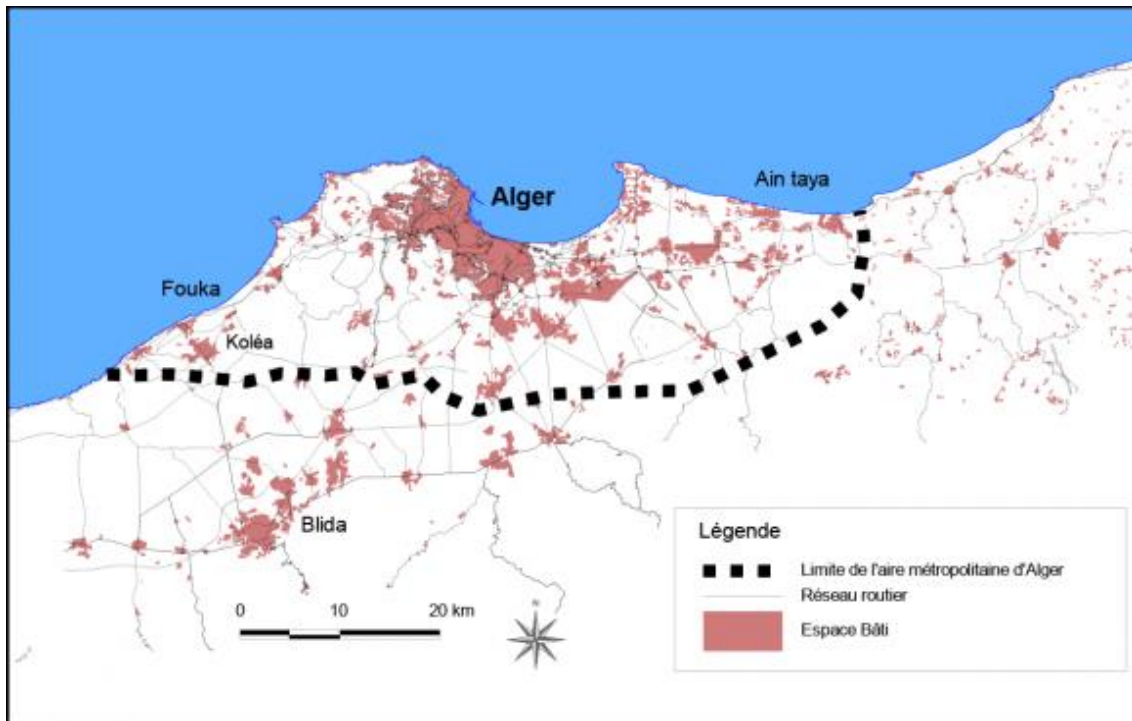 Ain taya
Alger
Fouka
Koléa
Blida
0 10 20 km
N
Légende
Limite de l'aire métropolitaine d'Alger
Réseau routier
Espace Bâti